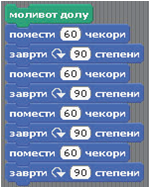 моливот долу
помести 60 чекори
заврти 90 степени
помести 60 чекори
заврти 90 степени
помести 60 чекори
заврти 90 степени
помести 60 чекори
заврти 90 степени